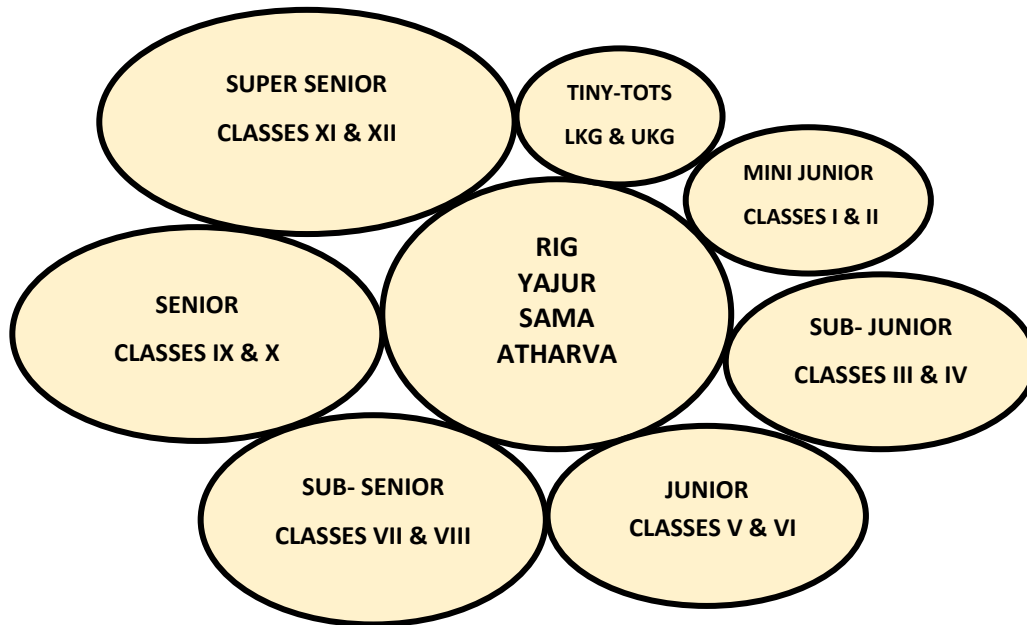 SUPER SENIOR
CLASSES XI & XII
TINY-TOTS
LKG & UKG
MINI JUNIOR
CLASSES I & II
RIG
YAJUR
SAMA
ATHARVA
SENIOR
CLASSES IX & X
SUB- JUNIOR
CLASSES III & IV
SUB- SENIOR
CLASSES VII & VIII
JUNIOR
CLASSES V & VI